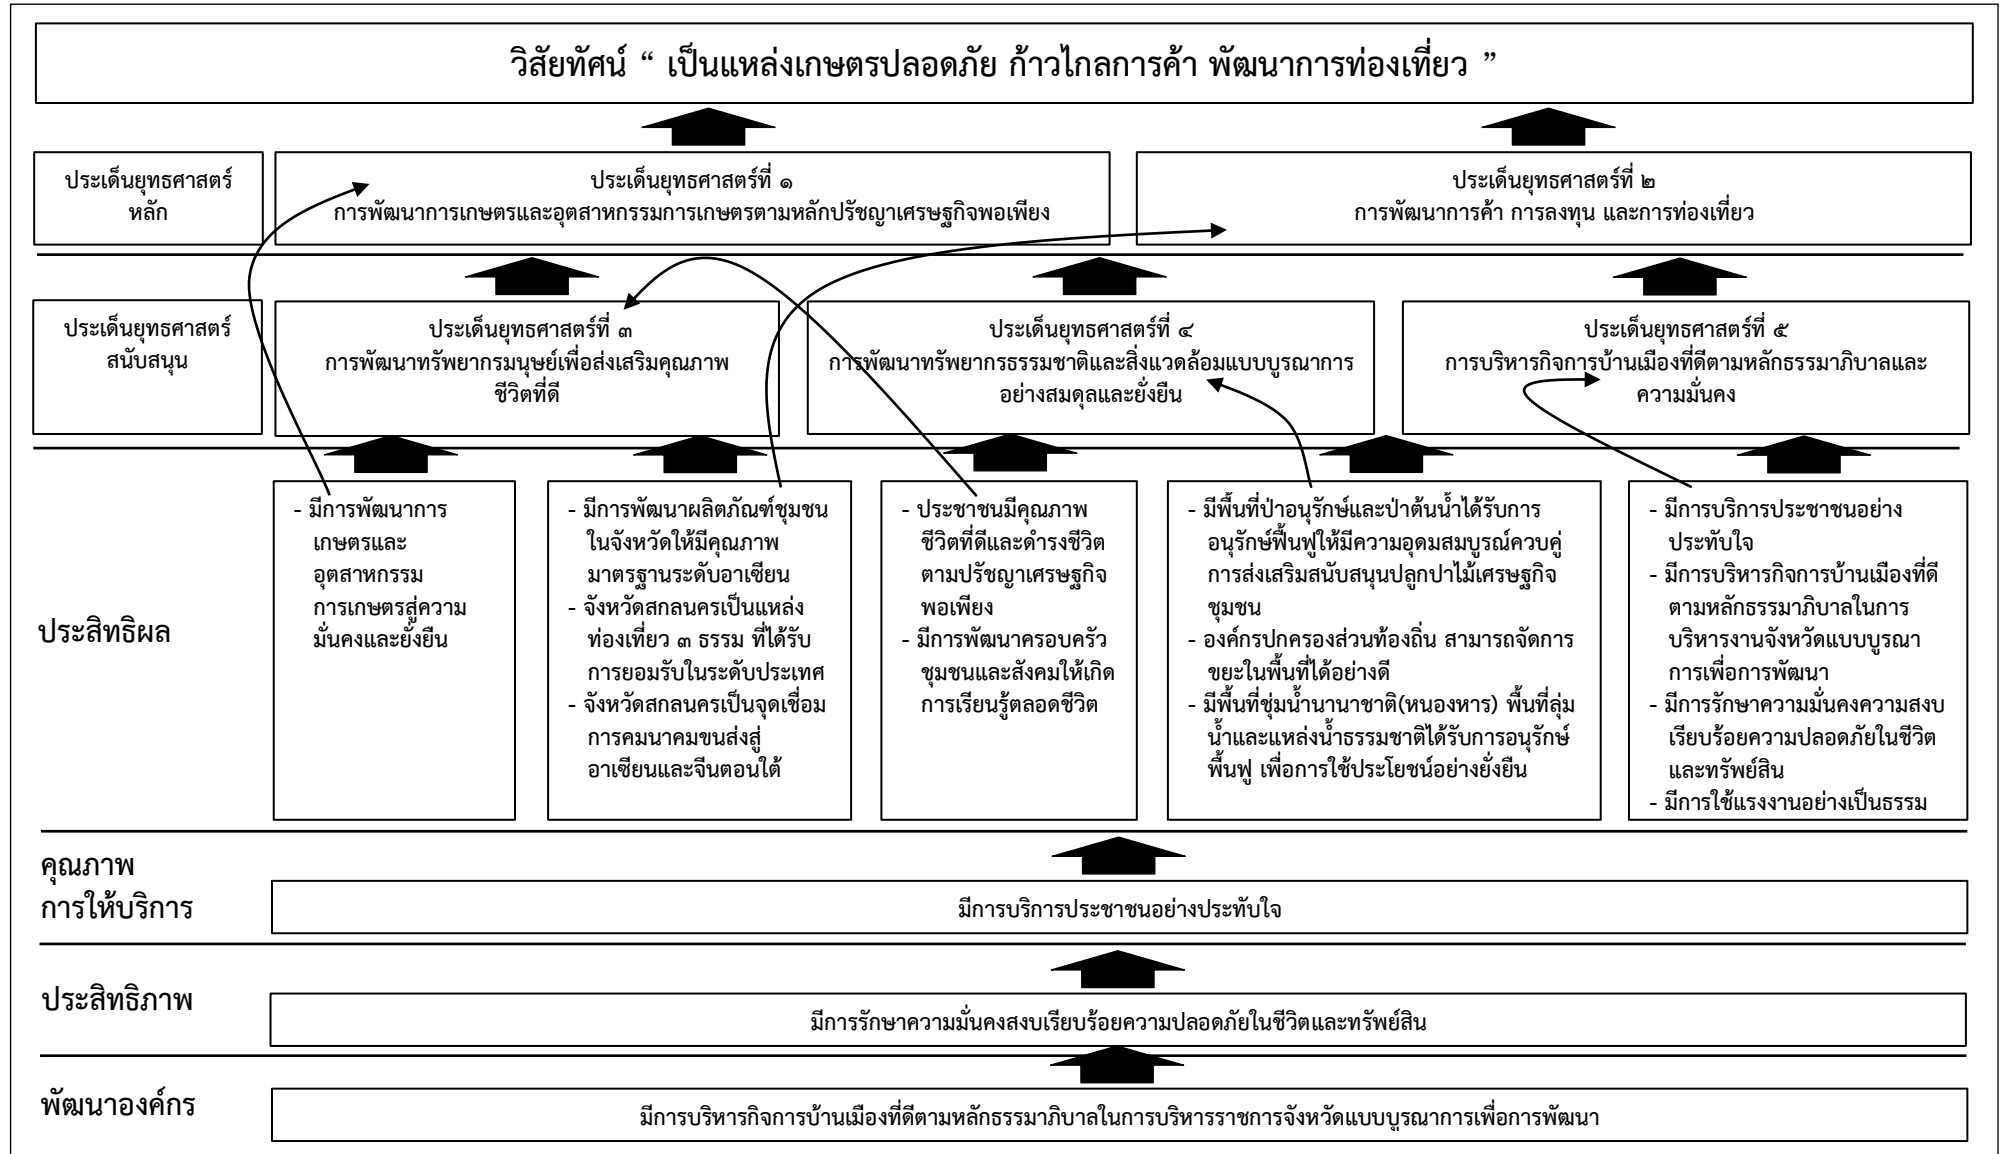 วิสัยทัศน์ “ เป็นแหล่งเกษตรปลอดภัย ก้าวไกลการค้า พัฒนาการท่องเที่ยว ”
ประเด็นยุทธศาสตร์
หลัก
ประเด็นยุทธศาสตร์ที่ ๑
การพัฒนาการเกษตรและอุตสาหกรรมการเกษตรตามหลักปรัชญาเศรษฐกิจพอเพียง
ประเด็นยุทธศาสตร์ที่ ๒
การพัฒนาการค้า การลงทุน และการท่องเที่ยว
ประเด็นยุทธศาสตร์
สนับสนุน
ประเด็นยุทธศาสตร์ที่ ๓
การพัฒนาทรัพยากรมนุษย์เพื่อส่งเสริมคุณภาพ
ชีวิตที่ดี
ประเด็นยุทธศาสตร์ที่ ๔
การพัฒนาทรัพยากรธรรมชาติและสิ่งแวดล้อมแบบบูรณาการ
อย่างสมดุลและยั่งยืน
ประเด็นยุทธศาสตร์ที่ ๕
การบริหารกิจการบ้านเมืองที่ดีตามหลักธรรมาภิบาลและ
ความมั่นคง
ประสิทธิผล
- มีการพัฒนาการ
เกษตรและ
อุตสาหกรรม
การเกษตรสู่ความ
มั่นคงและยั่งยืน
- มีการพัฒนาผลิตภัณฑ์ชุมชน
ในจังหวัดให้มีคุณภาพ
มาตรฐานระดับอาเซียน
- จังหวัดสกลนครเป็นแหล่ง
ท่องเที่ยว ๓ ธรรม ที่ได้รับ
การยอมรับในระดับประเทศ
- จังหวัดสกลนครเป็นจุดเชื่อม
การคมนาคมขนส่งสู่
อาเซียนและจีนตอนใต้
- ประชาชนมีคุณภาพ
ชีวิตที่ดีและดำรงชีวิต
ตามปรัชญาเศรษฐกิจ
พอเพียง
- มีการพัฒนาครอบครัว
ชุมชนและสังคมให้เกิด
การเรียนรู้ตลอดชีวิต
- มีพื้นที่ป่าอนุรักษ์และป่าต้นน้ำได้รับการ
อนุรักษ์ฟื้นฟูให้มีความอุดมสมบูรณ์ควบคู่
การส่งเสริมสนับสนุนปลูกปาไม้เศรษฐกิจ
ชุมชน
- องค์กรปกครองส่วนท้องถิ่น สามารถจัดการ
ขยะในพื้นที่ได้อย่างดี
- มีพื้นที่ชุ่มน้ำนานาชาติ(หนองหาร) พื้นที่ลุ่ม
น้ำและแหล่งน้ำธรรมชาติได้รับการอนุรักษ์
พื้นฟู เพื่อการใช้ประโยชน์อย่างยั่งยืน
- มีการบริการประชาชนอย่าง
ประทับใจ
- มีการบริหารกิจการบ้านเมืองที่ดี
ตามหลักธรรมาภิบาลในการ
บริหารงานจังหวัดแบบบูรณา
การเพื่อการพัฒนา
- มีการรักษาความมั่นคงความสงบ
เรียบร้อยความปลอดภัยในชีวิต
และทรัพย์สิน
- มีการใช้แรงงานอย่างเป็นธรรม
คุณภาพ
การให้บริการ
มีการบริการประชาชนอย่างประทับใจ
ประสิทธิภาพ
มีการรักษาความมั่นคงสงบเรียบร้อยความปลอดภัยในชีวิตและทรัพย์สิน
พัฒนาองค์กร
มีการบริหารกิจการบ้านเมืองที่ดีตามหลักธรรมาภิบาลในการบริหารราชการจังหวัดแบบบูรณาการเพื่อการพัฒนา